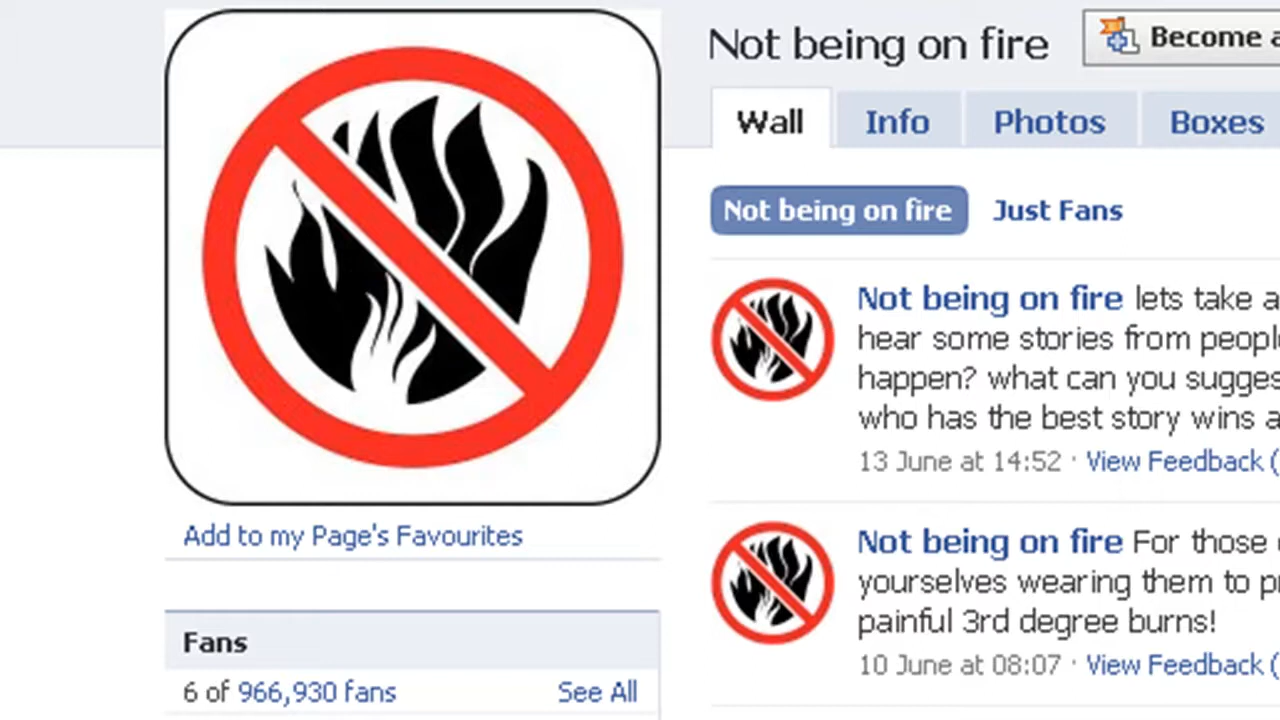 Not being on fire
Become a
Wall Info Photos Boxes
Not being on fire Just Fans
Not being on fire lets take a
hear some stories from peopl
happen? what can you sugges
who has the best story wins a
13 June at 14:52 · View Feedback (
Add to my Page's Favourites
Not being on fire For those
yourselves wearing them to p
painful 3rd degree burns!
10 June at 08:07 · View Feedback (
Fans
6 of 966,930 fans See All